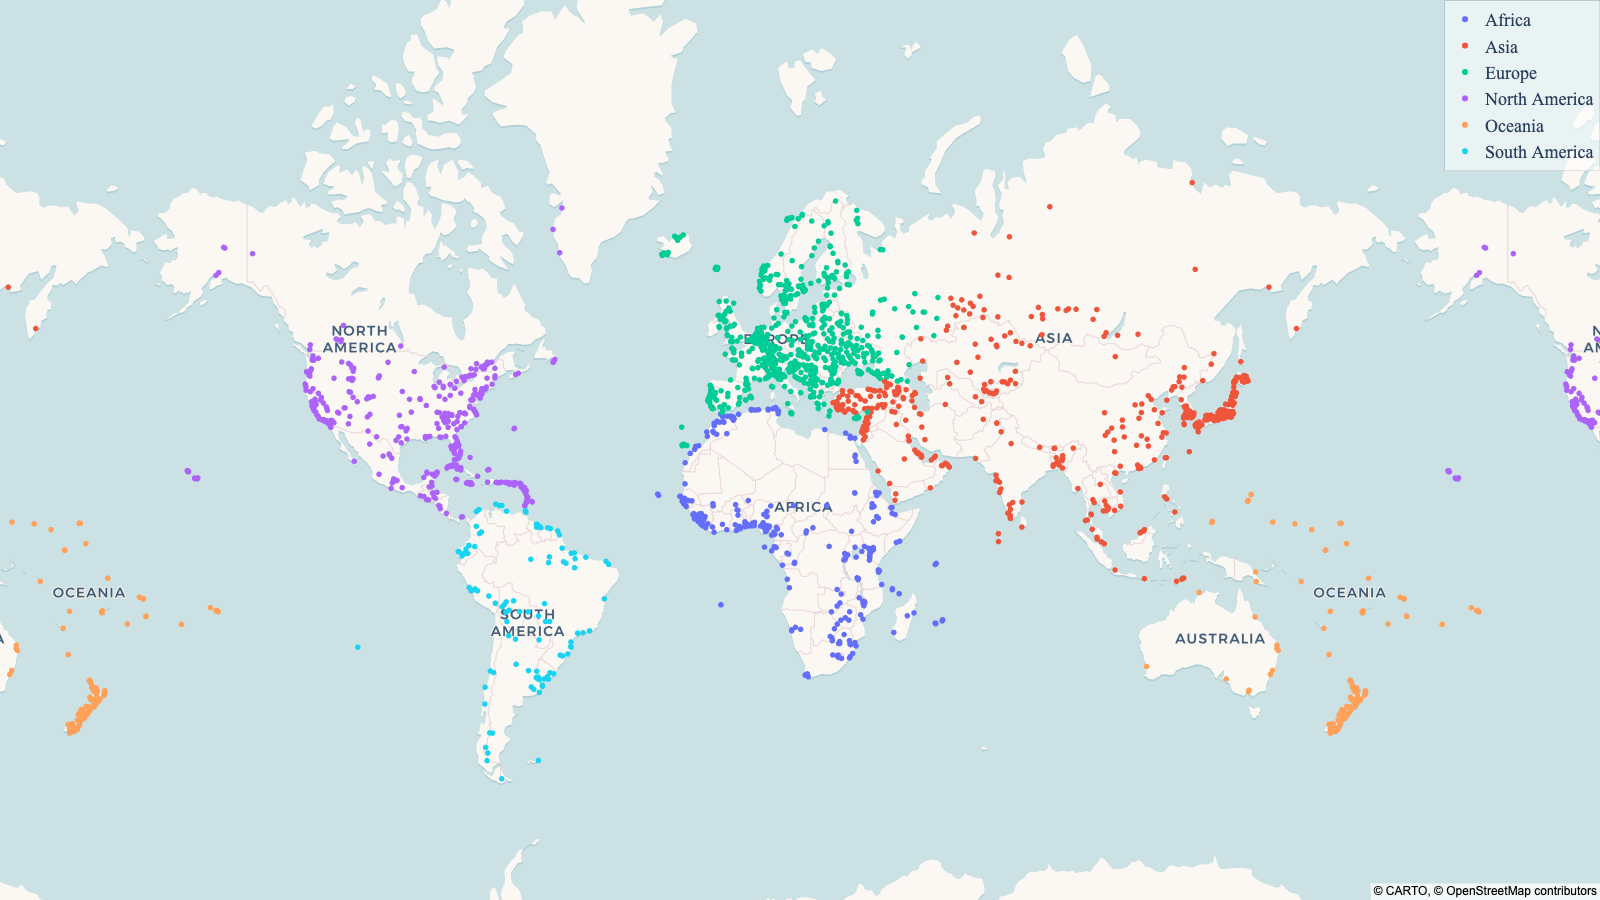 Africa
Asia
Europe
North America
Oceania
South America
NORTH
AMERICA
EUROPE
ASIA
N
AM
AFRICA
OCEANIA
OCEANIA
SOUTH
AMERICA
A
AUSTRALIA
© CARTO, © OpenStreetMap contributors